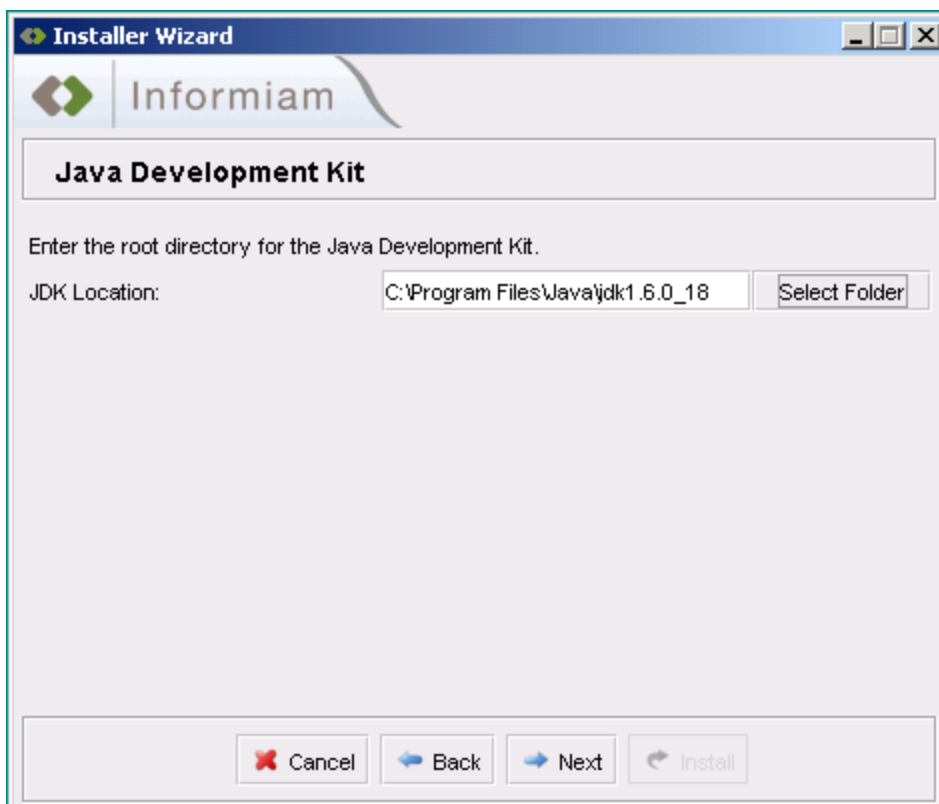 Installer Wizard
Informiam
Java Development Kit
Enter the root directory for the Java Development Kit.
JDK Location: C:\Program Files\Java\jdk1.6.0_18 Select Folder
Cancel Back Next Install